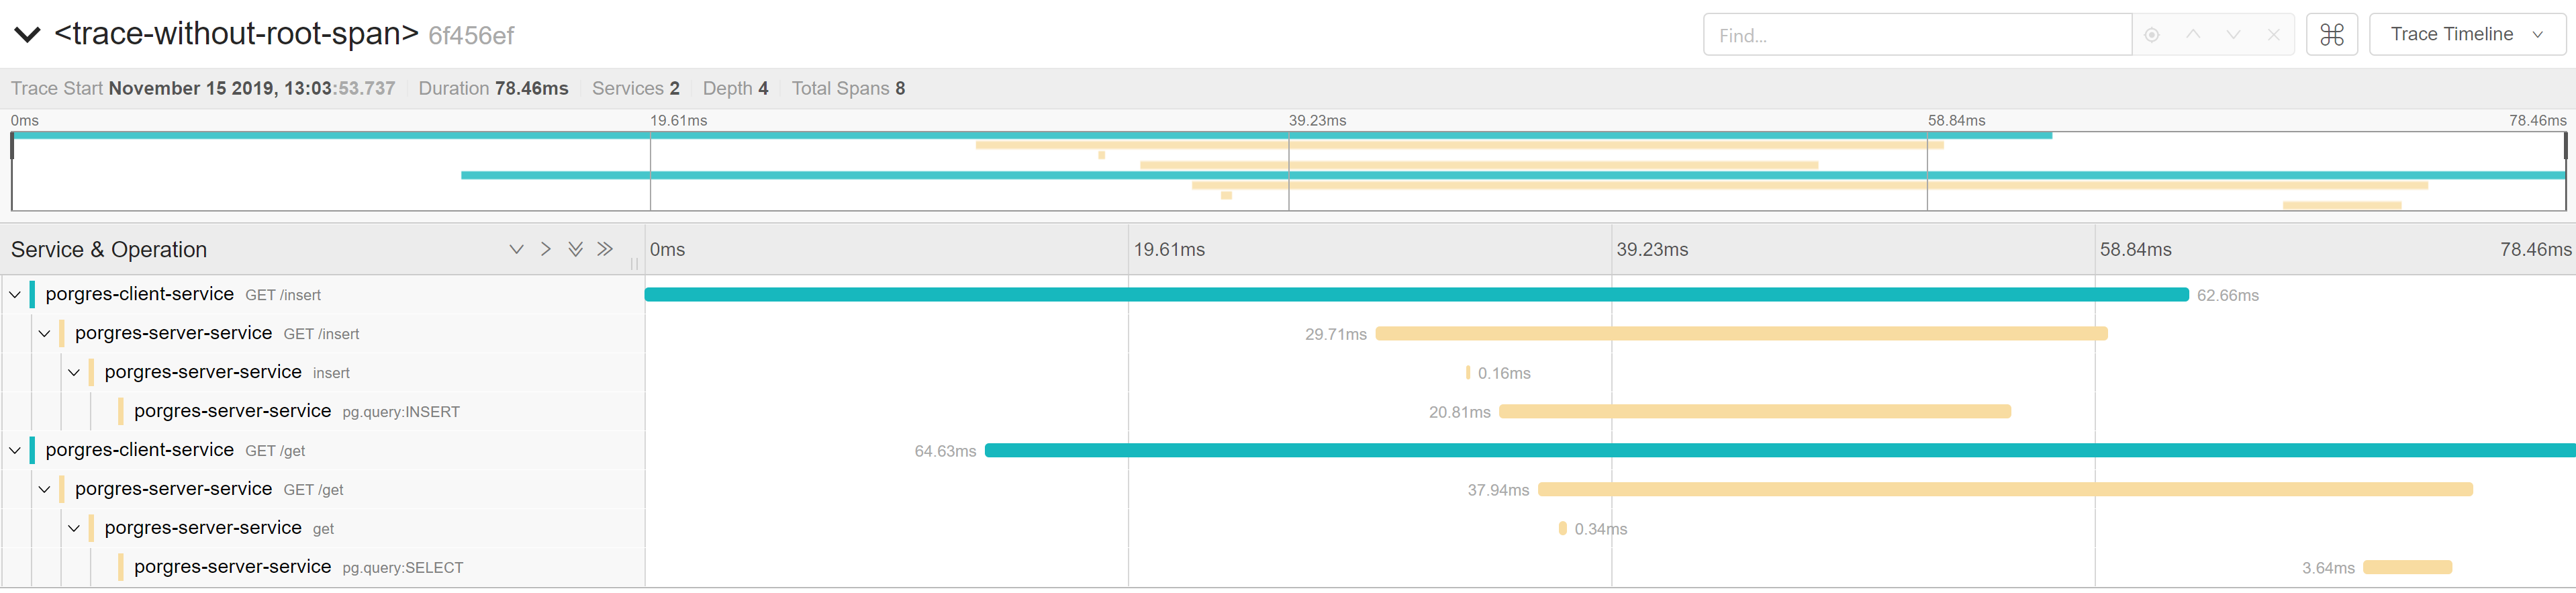 <trace-without-root-span> 6f456ef
Find...
Trace Timeline
Trace Start November 15 2019, 13:03:53.737 Duration 78.46ms Services 2 Depth 4 Total Spans 8
0ms 19.61ms 39.23ms 58.84ms 78.46ms
Service & Operation 0ms 19.61ms 39.23ms 58.84ms 78.46ms
porgres-client-service GET /insert 62.66ms
porgres-server-service GET /insert 29.71ms
porgres-server-service insert 0.16ms
porgres-server-service pg.query:INSERT 20.81ms
porgres-client-service GET /get 64.63ms
porgres-server-service GET /get 37.94ms
porgres-server-service get 0.34ms
porgres-server-service pg.query:SELECT 3.64ms